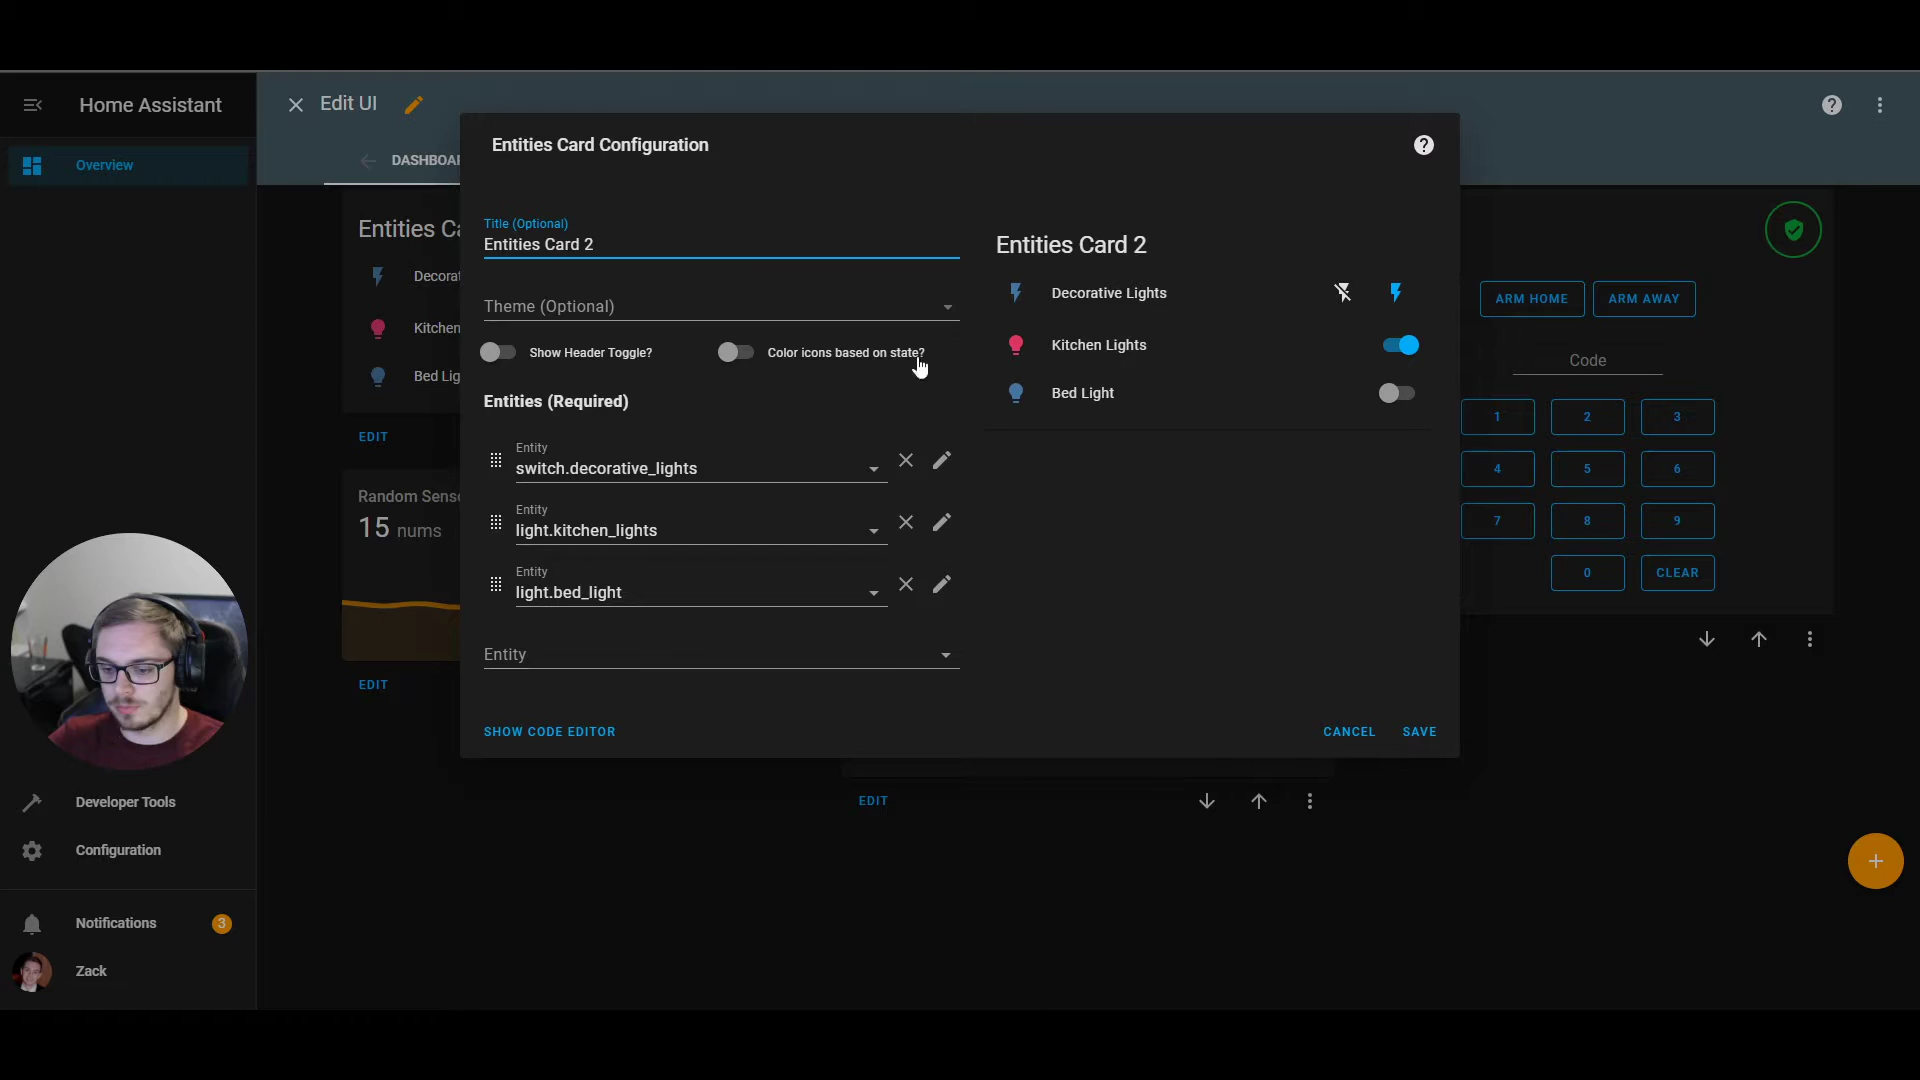 Home Assistant
Edit UI
Overview
DASHBOA
Entities Card Configuration
Entities Ca
Decorat
Kitchen
Bed Lig
EDIT
Random Sens
15 nums
EDIT
Title (Optional)
Entities Card 2
Theme (Optional)
Show Header Toggle?
Color icons based on state?
Entities (Required)
Entity
switch.decorative_lights
Entity
light.kitchen_lights
Entity
light.bed_light
Entity
SHOW CODE EDITOR
Entities Card 2
Decorative Lights
Kitchen Lights
Bed Light
CANCEL
SAVE
ARM HOME
ARM AWAY
Code
1
2
3
4
5
6
7
8
9
0
CLEAR
EDIT
Developer Tools
Configuration
Notifications
3
Zack